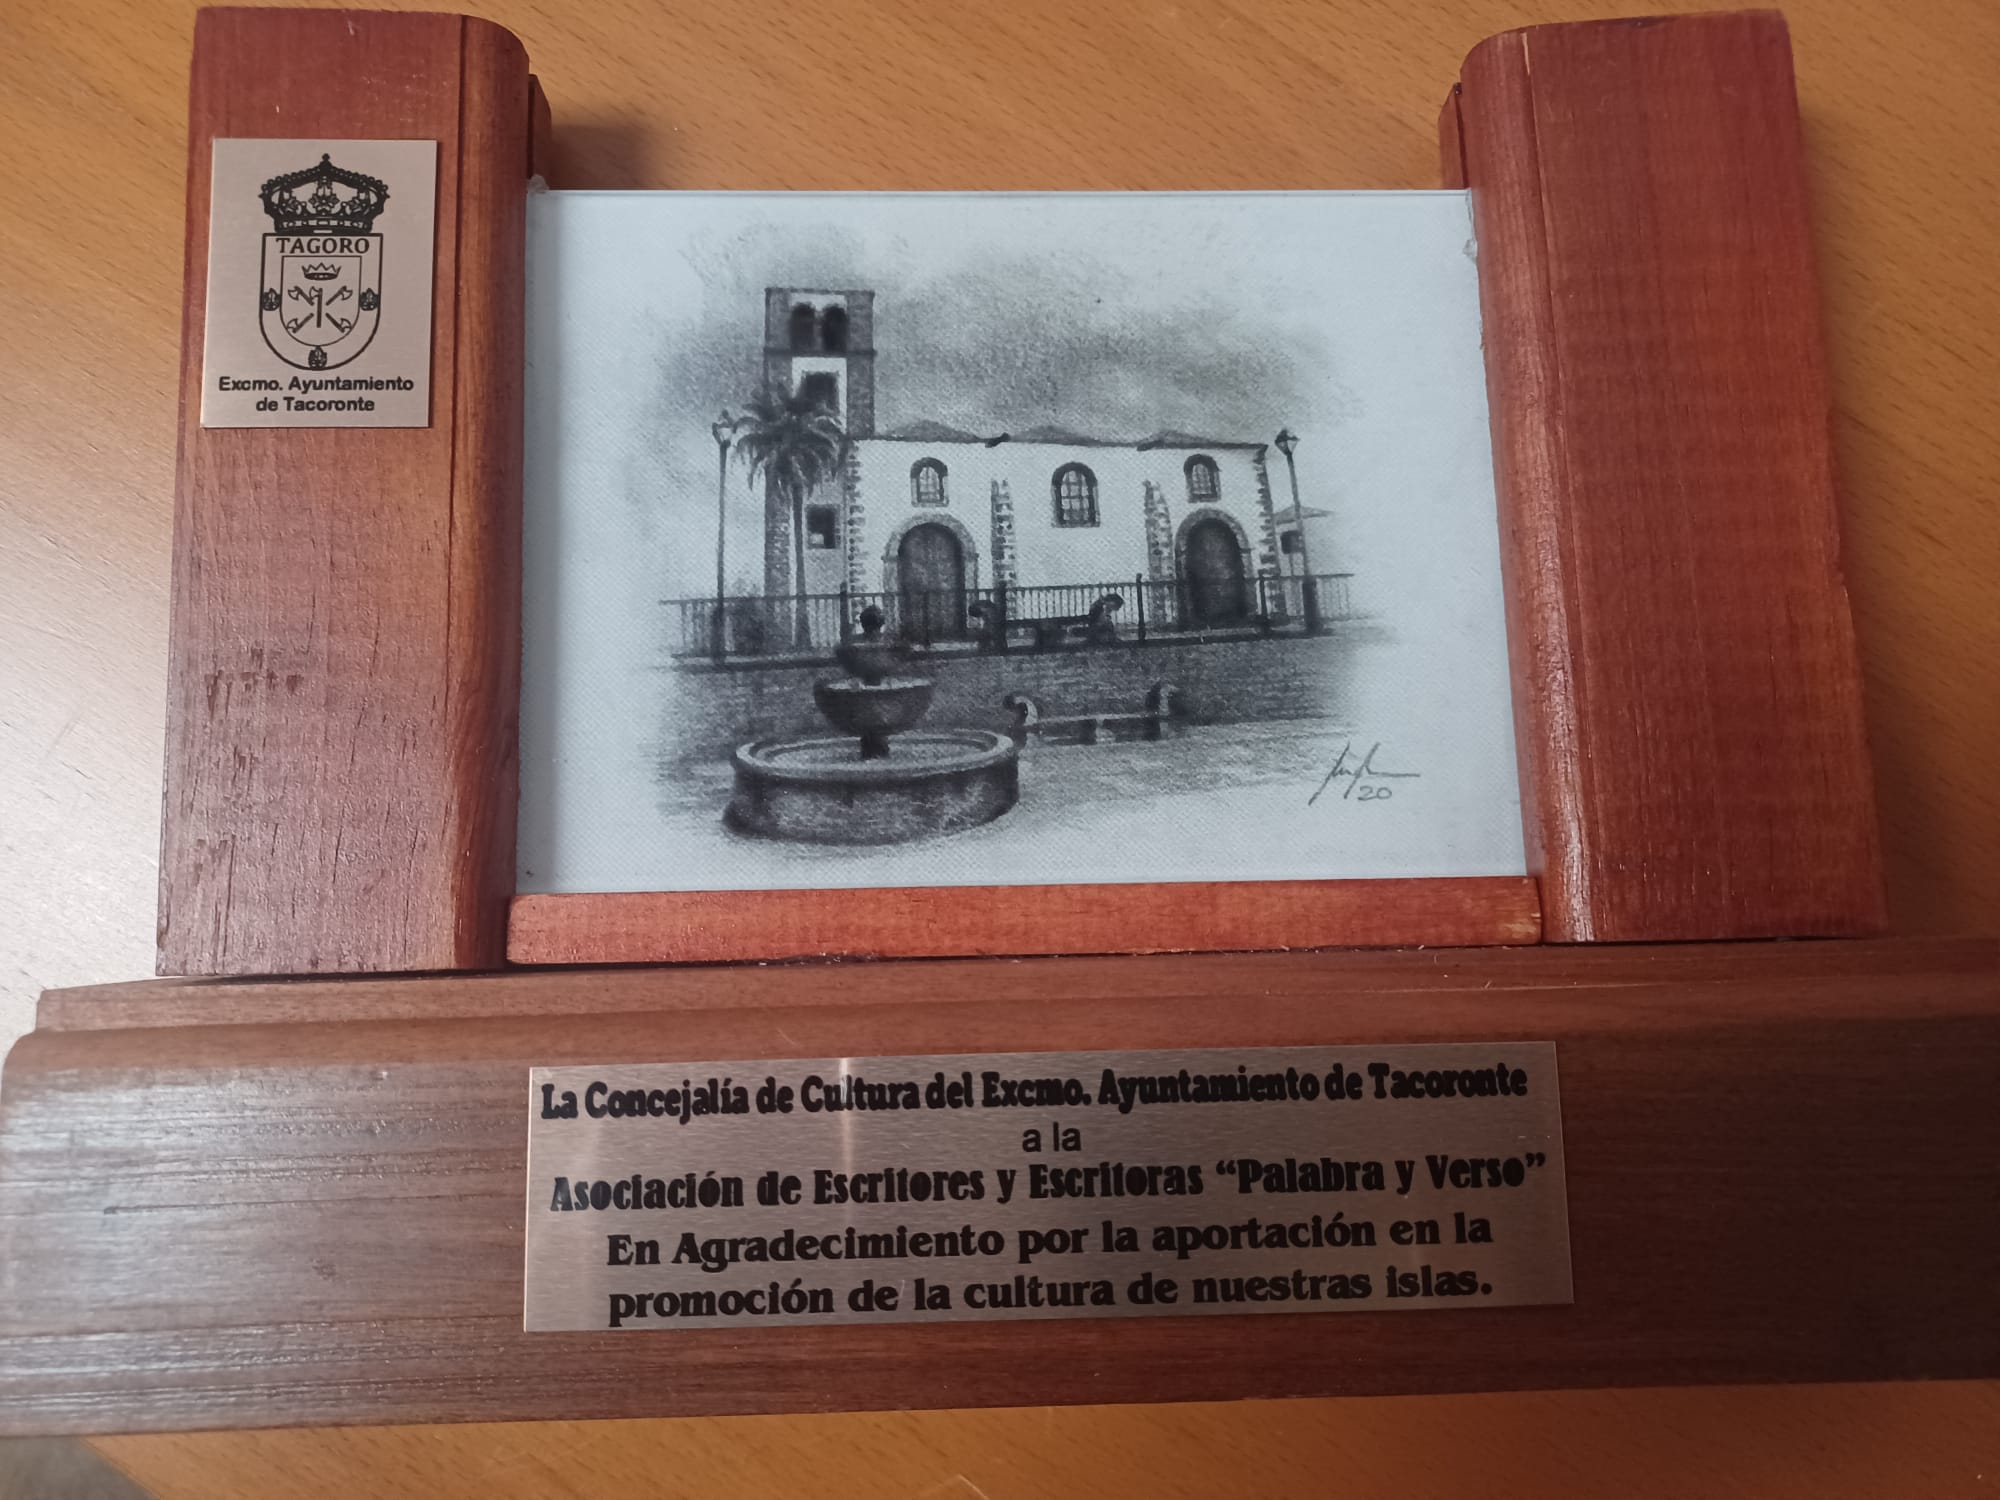 TAGORO
Excmo. Ayuntamiento
de Tacoronte
20
La Concejalía de Cultura del Excmo. Ayuntamiento de Tacoronte
a la
Asociación de Escritores y Escritoras “Palabra y Verso”
En Agradecimiento por la aportación en la
promoción de la cultura de nuestras islas.